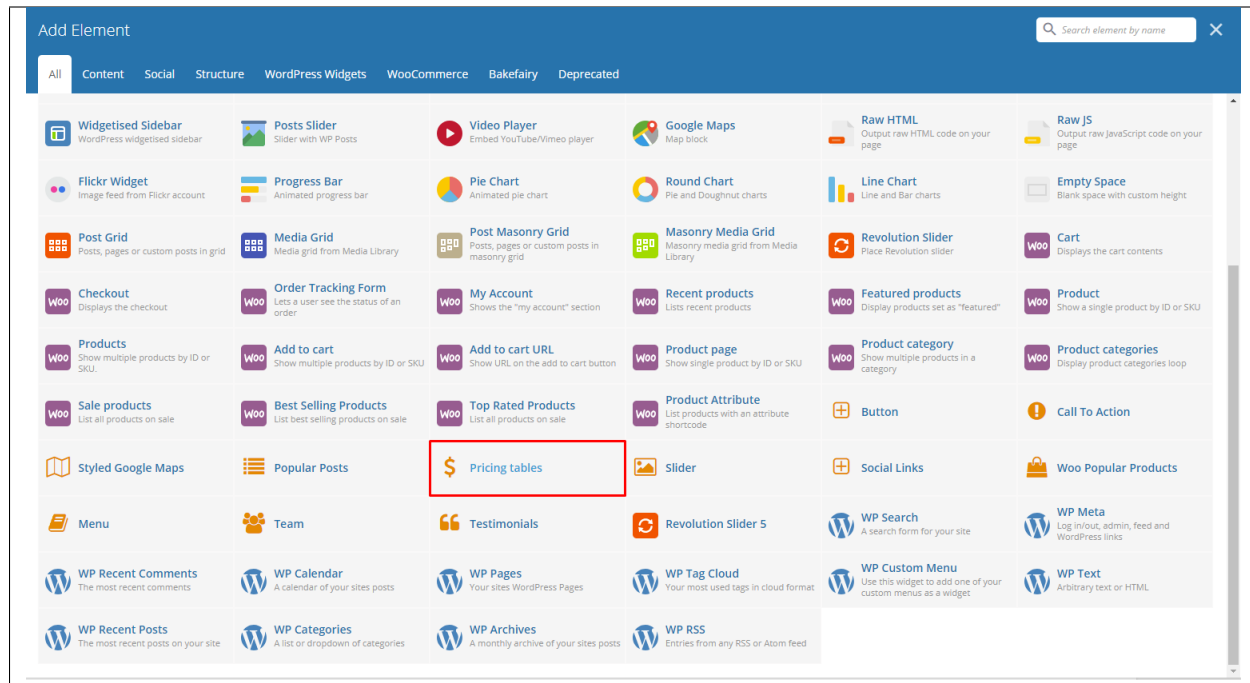 Add Element
Search element by name
All Content Social Structure WordPress Widgets WooCommerce Bakefairy Deprecated
Widgetised Sidebar
WordPress widgetised sidebar
Posts Slider
Slider with WP Posts
Video Player
Embed YouTube/Vimeo player
Google Maps
Map block
Raw HTML
Output raw HTML code on your
page
Raw JS
Output raw JavaScript code on your
page
Flickr Widget
Image feed from Flickr account
Progress Bar
Animated progress bar
Pie Chart
Animated pie chart
Round Chart
Pie and Doughnut charts
Line Chart
Line and Bar charts
Empty Space
Blank space with custom height
Post Grid
Posts, pages or custom posts in grid
Media Grid
Media grid from Media Library
Post Masonry Grid
Posts, pages or custom posts in
masonry grid
Masonry Media Grid
Masonry media grid from Media
Library
Revolution Slider
Place Revolution slider
Woo
Cart
Displays the cart contents
Woo
Checkout
Displays the checkout
Woo
Order Tracking Form
Lets a user see the status of an
order
Woo
My Account
Shows the "my account" section
Woo
Recent products
Lists recent products
Woo
Featured products
Display products set as "featured"
Woo
Product
Show a single product by ID or SKU
Woo
Products
Show multiple products by ID or
SKU.
Woo
Add to cart
Show multiple products by ID or SKU
Woo
Add to cart URL
Show URL on the add to cart button
Woo
Product page
Show single product by ID or SKU
Woo
Product category
Show multiple products in a
category
Woo
Product categories
Display product categories loop
Woo
Sale products
List all products on sale
Woo
Best Selling Products
List best selling products on sale
Woo
Top Rated Products
List all products on sale
Woo
Product Attribute
List products with an attribute
shortcode
Button
Call To Action
Styled Google Maps
Popular Posts
$ Pricing tables
Slider
Social Links
Woo Popular Products
Menu
Team
Testimonials
Revolution Slider 5
WP Search
A search form for your site
WP Meta
Log in/out, admin, feed and
WordPress links
WP Recent Comments
The most recent comments
WP Calendar
A calendar of your sites posts
WP Pages
Your sites WordPress Pages
WP Tag Cloud
Your most used tags in cloud format
WP Custom Menu
Use this widget to add one of your
custom menus as a widget
WP Text
Arbitrary text or HTML
WP Recent Posts
The most recent posts on your site
WP Categories
A list or dropdown of categories
WP Archives
A monthly archive of your sites posts
WP RSS
Entries from any RSS or Atom feed